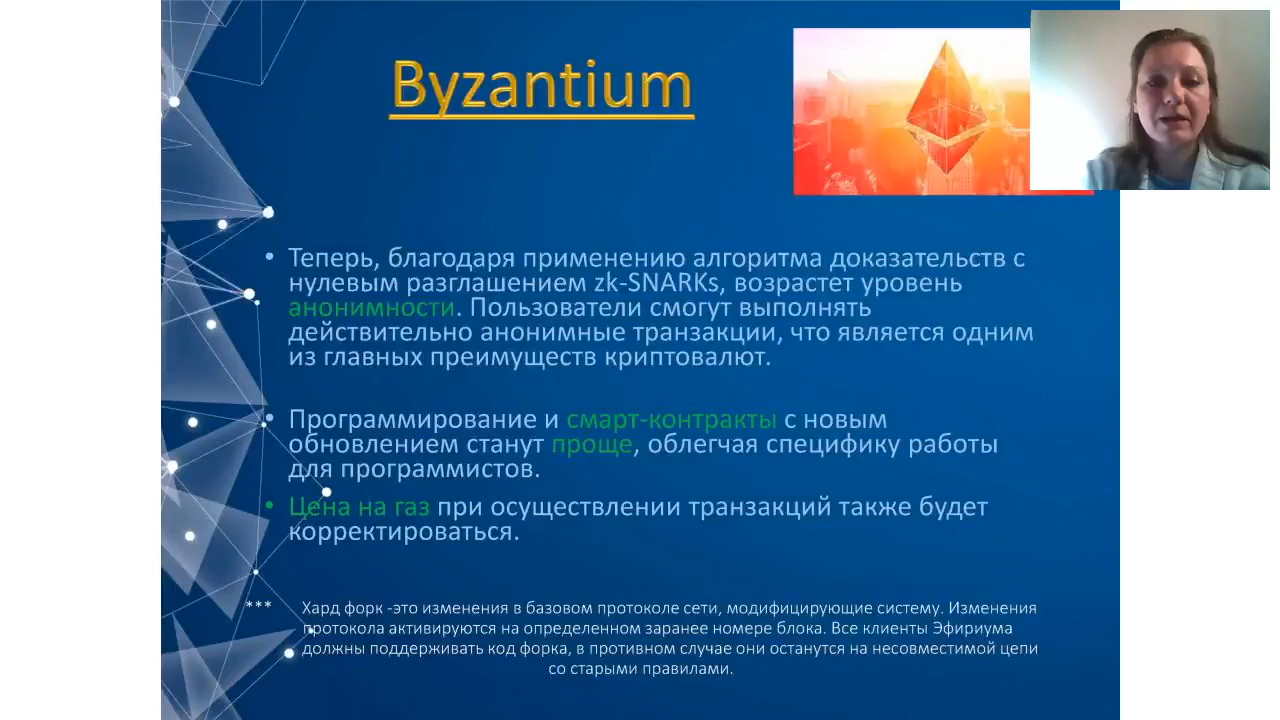 Byzantium
• Теперь, благодаря применению алгоритма доказательств с
нулевым разглашением zk-SNARKs, возрастет уровень
анонимности. Пользователи смогут выполнять
действительно анонимные транзакции, что является одним
из главных преимуществ криптовалют.
• Программирование и смарт-контракты с новым
обновлением станут проще, облегчая специфику работы
для программистов.
• Цена на газ при осуществлении транзакций также будет
корректироваться.
*** Хард форк -это изменения в базовом протоколе сети, модифицирующие систему. Изменения
протокола активируются на определенном заранее номере блока. Все клиенты Эфириума
должны поддерживать код форка, в противном случае они останутся на несовместимой цепи
со старыми правилами.